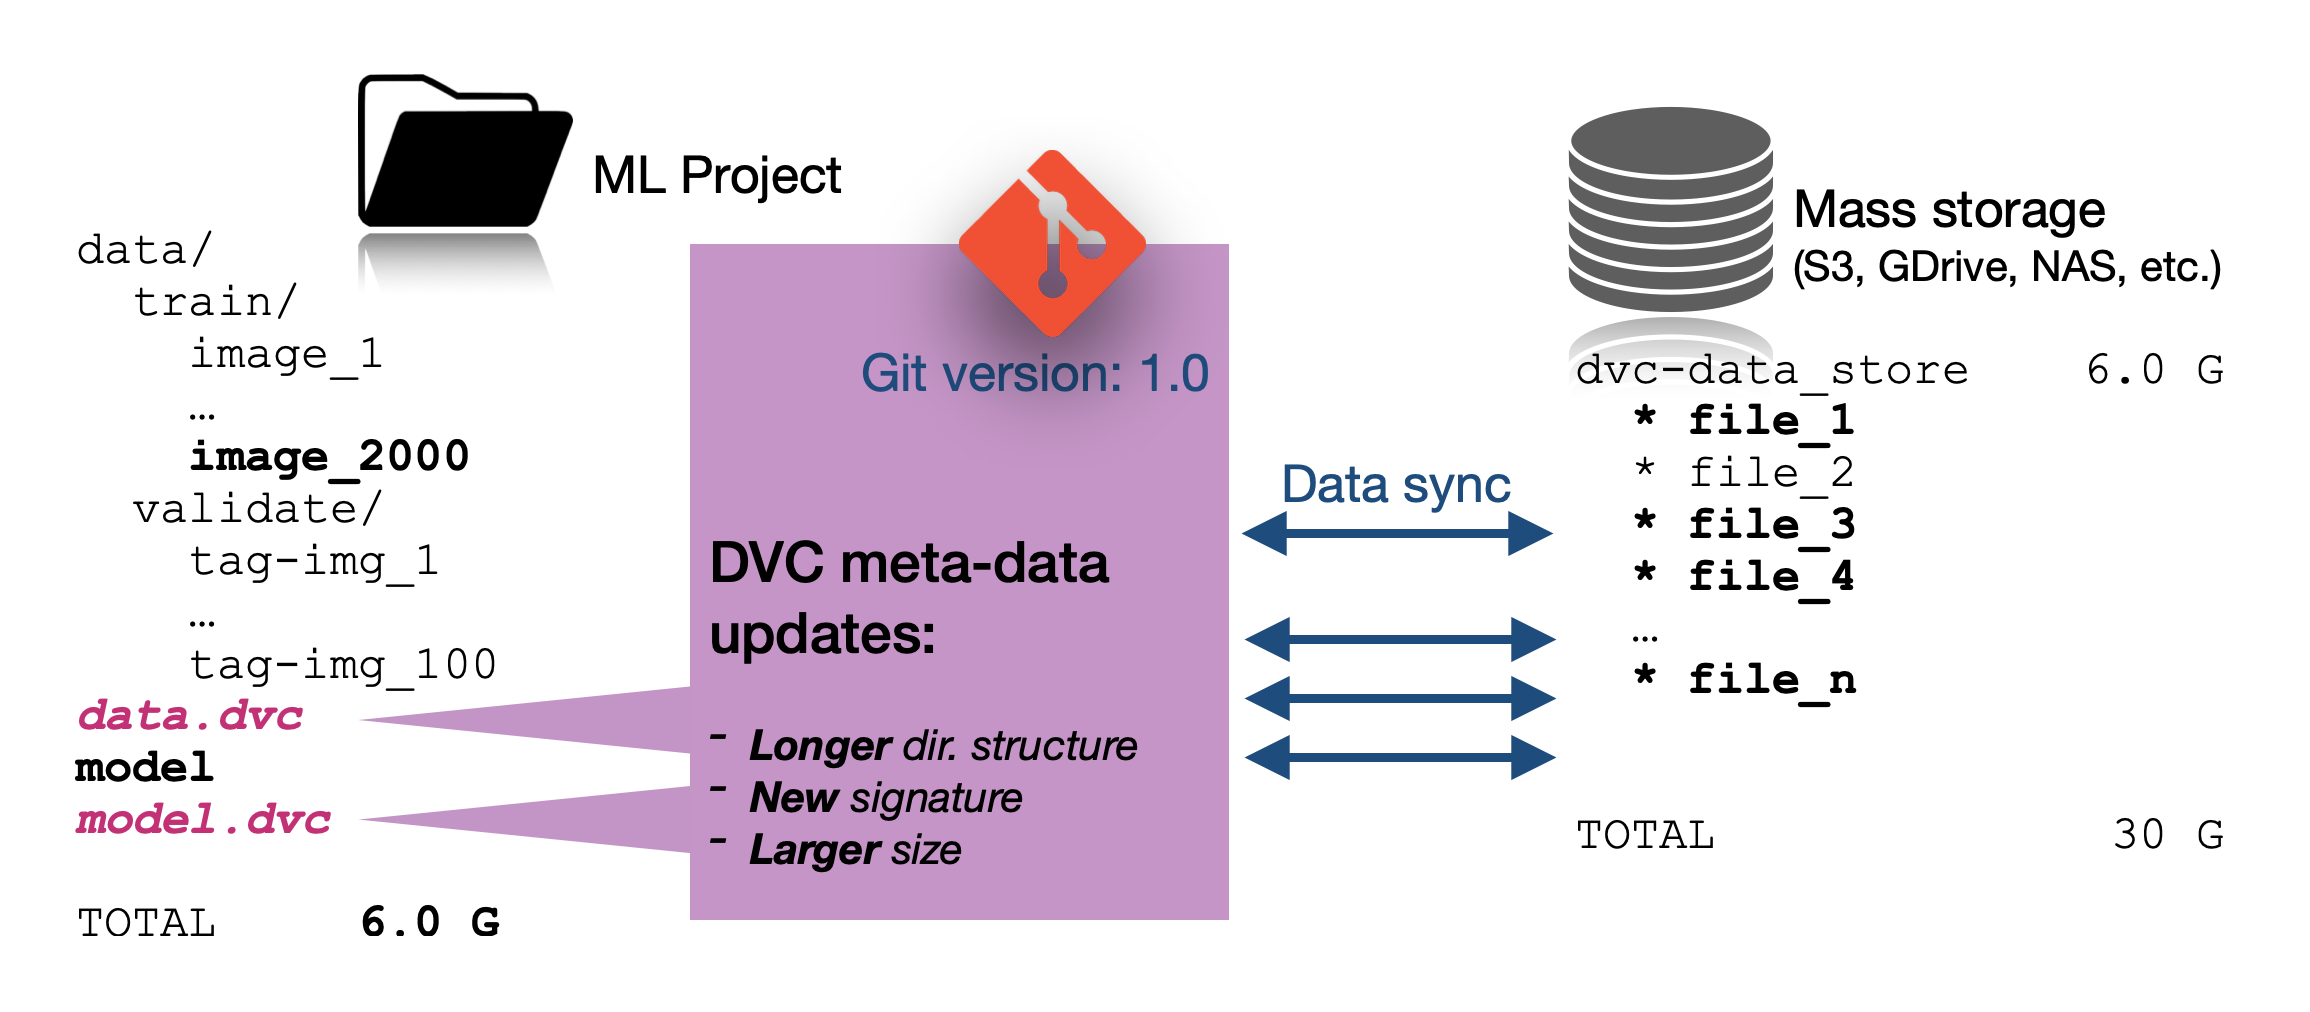 ML Project
data/
train/
image_1
…
image_2000
validate/
tag-img_1
…
tag-img_100
data.dvc
model
model.dvc
TOTAL 6.0 G
Git version: 1.0
DVC meta-data
updates:
- Longer dir. structure
- New signature
- Larger size
Data sync
Mass storage
(S3, GDrive, NAS, etc.)
dvc-data_store 6.0 G
* file_1
* file_2
* file_3
* file_4
…
* file_n
TOTAL 30 G